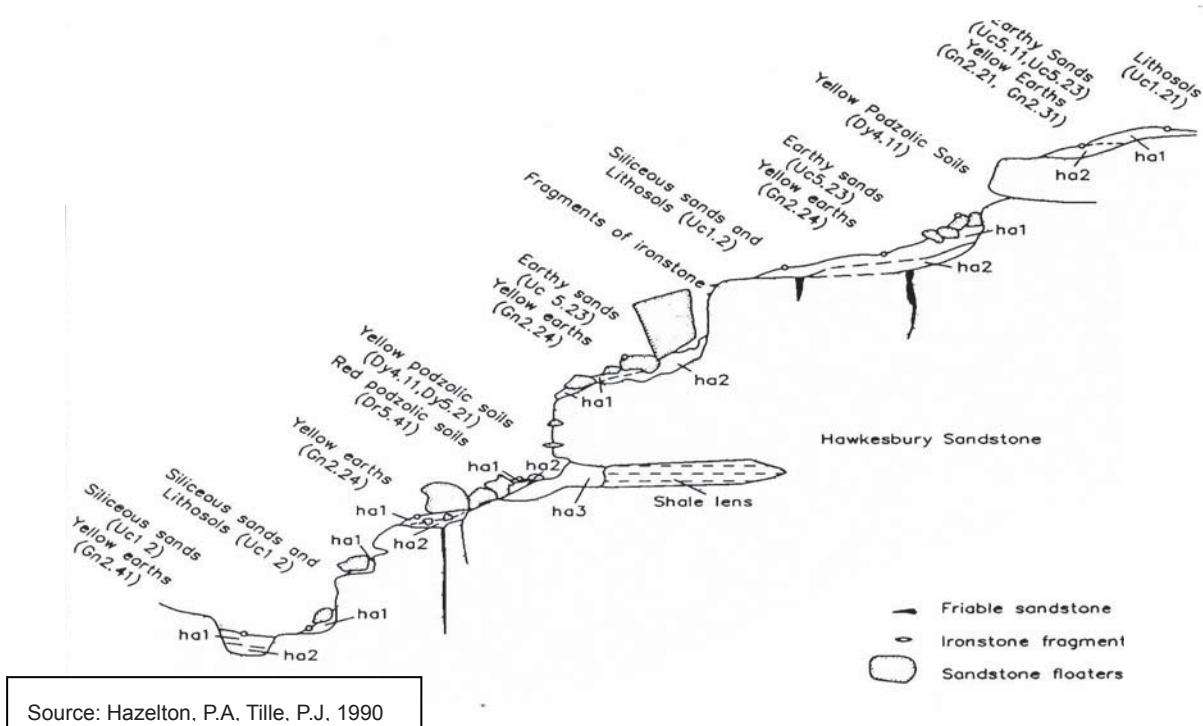 Earthy Sands
(Uc5.11,Uc5.23)
Yellow Earths
(Gn2.21, Gn2.31)
Lithosols
(Uc1.21)
Yellow Podzolic Soils
(Dy4.11)
Earthy sands
(Uc5.23)
Yellow earths
(Gn2.24)
Siliceous sands and
Lithosols (Uc1.2)
Fragments of ironstone
Earthy sands
(Uc 5.23)
Yellow earths
(Gn2.24)
Yellow podzolic soils
(Dy4.11,Dy5.21)
Red podzolic soils
(Dr5.41)
Yellow earths
(Gn2.24)
Siliceous sands and
Lithosols (Uc1 2)
Siliceous sands
(Uc1 2)
Yellow earths
(Gn2.41)
ha1
ha2
ha1
ha2
ha2
ha1
Hawkesbury Sandstone
ha1
ha2
Shale lens
ha3
ha1
ha2
ha1
ha1
ha1
ha2
Friable sandstone
Ironstone fragment
Sandstone floaters
Source: Hazelton, P.A, Tille, P.J, 1990